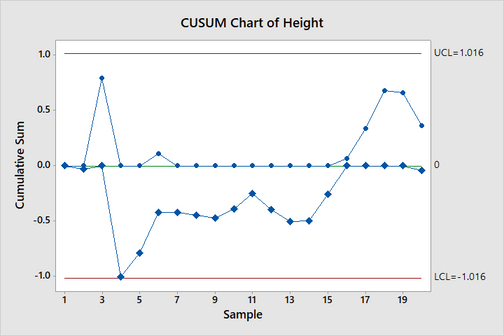 CUSUM Chart of Height
1.0
0.5
0.0
-0.5
-1.0
Cumulative Sum
UCL=1.016
0
LCL=-1.016
1 3 5 7 9 11 13 15 17 19
Sample